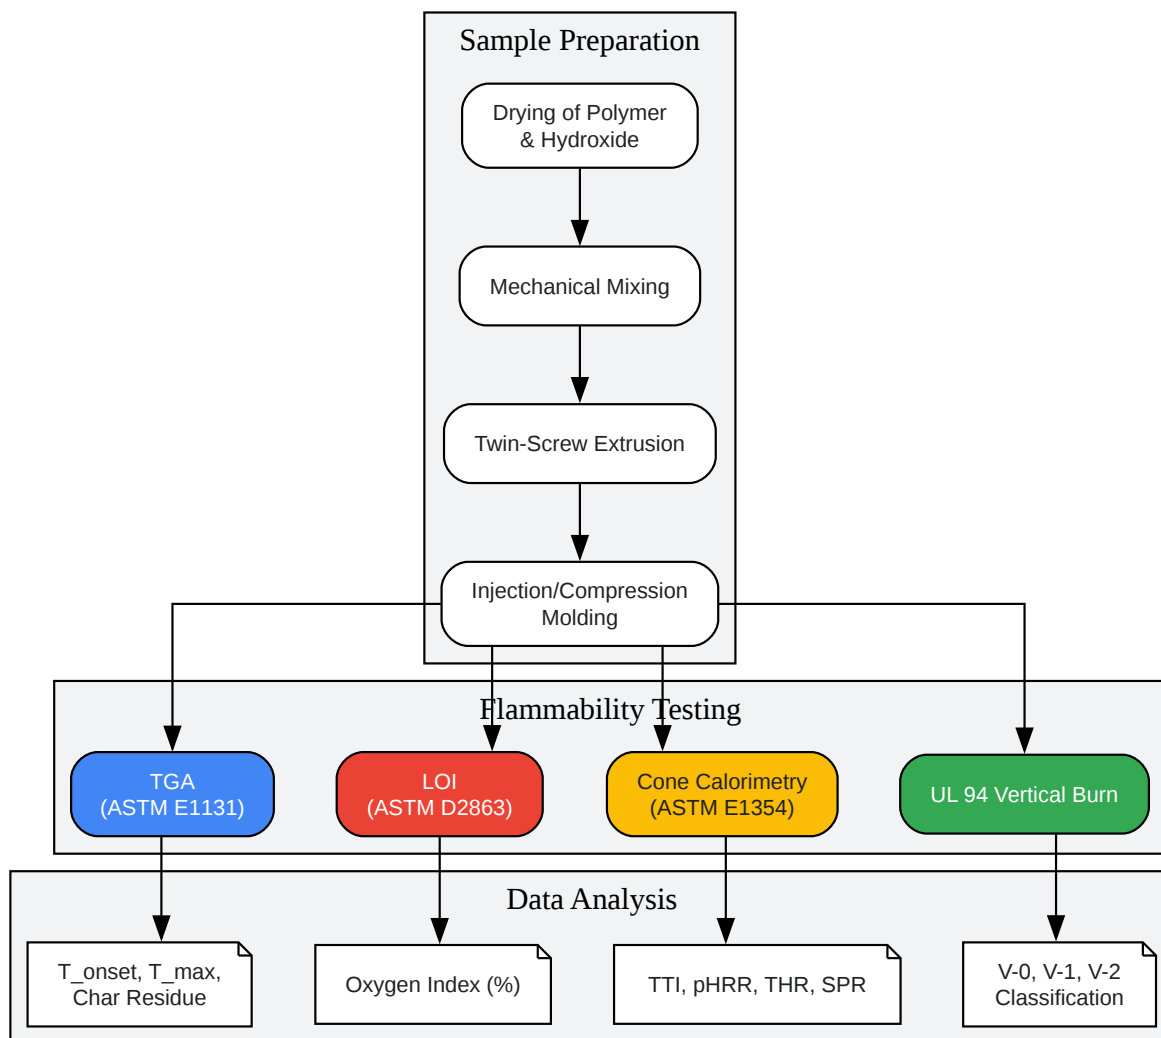 Sample Preparation
Drying of Polymer
& Hydroxide
Mechanical Mixing
Twin-Screw Extrusion
Injection/Compression
Molding
Flammability Testing
TGA
(ASTM E1131)
LOI
(ASTM D2863)
Cone Calorimetry
(ASTM E1354)
UL 94 Vertical Burn
Data Analysis
T_onset, T_max,
Char Residue
Oxygen Index (%)
TTI, pHRR, THR, SPR
V-0, V-1, V-2
Classification